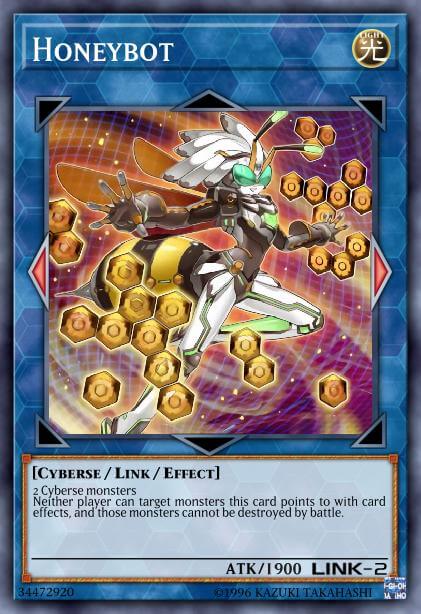 HONEYBOT
LIGHT
光
[CYBERSE / LINK / EFFECT]
2 Cyberse monsters
Neither player can target monsters this card points to with card
effects, and those monsters cannot be destroyed by battle.
ATK/1900 LINK-2
34472920
©1996 KAZUKI TAKAHASHI